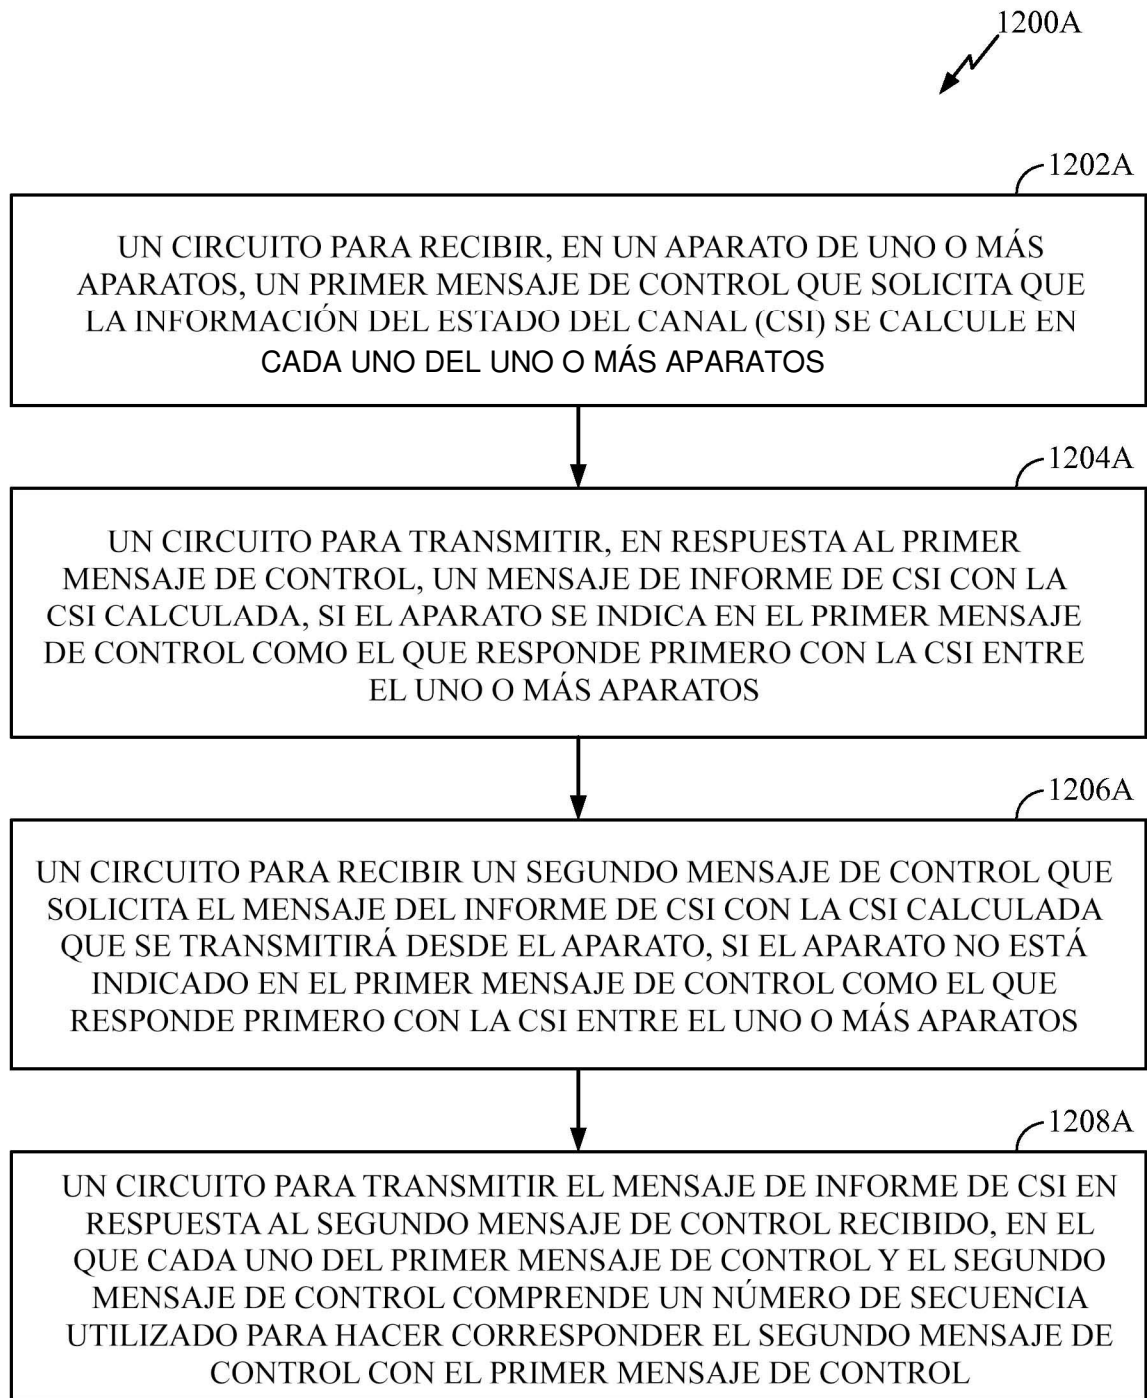 1200A
1202A
UN CIRCUITO PARA RECIBIR, EN UN APARATO DE UNO O MÁS
APARATOS, UN PRIMER MENSAJE DE CONTROL QUE SOLICITA QUE
LA INFORMACIÓN DEL ESTADO DEL CANAL (CSI) SE CALCULE EN
CADA UNO DEL UNO O MÁS APARATOS
1204A
UN CIRCUITO PARA TRANSMITIR, EN RESPUESTA AL PRIMER
MENSAJE DE CONTROL, UN MENSAJE DE INFORME DE CSI CON LA
CSI CALCULADA, SI EL APARATO SE INDICA EN EL PRIMER MENSAJE
DE CONTROL COMO EL QUE RESPONDE PRIMERO CON LA CSI ENTRE
EL UNO O MÁS APARATOS
1206A
UN CIRCUITO PARA RECIBIR UN SEGUNDO MENSAJE DE CONTROL QUE
SOLICITA EL MENSAJE DEL INFORME DE CSI CON LA CSI CALCULADA
QUE SE TRANSMITIRÁ DESDE EL APARATO, SI EL APARATO NO ESTÁ
INDICADO EN EL PRIMER MENSAJE DE CONTROL COMO EL QUE
RESPONDE PRIMERO CON LA CSI ENTRE EL UNO O MÁS APARATOS
1208A
UN CIRCUITO PARA TRANSMITIR EL MENSAJE DE INFORME DE CSI EN
RESPUESTA AL SEGUNDO MENSAJE DE CONTROL RECIBIDO, EN EL
QUE CADA UNO DEL PRIMER MENSAJE DE CONTROL Y EL SEGUNDO
MENSAJE DE CONTROL COMPRENDE UN NÚMERO DE SECUENCIA
UTILIZADO PARA HACER CORRESPONDER EL SEGUNDO MENSAJE DE
CONTROL CON EL PRIMER MENSAJE DE CONTROL